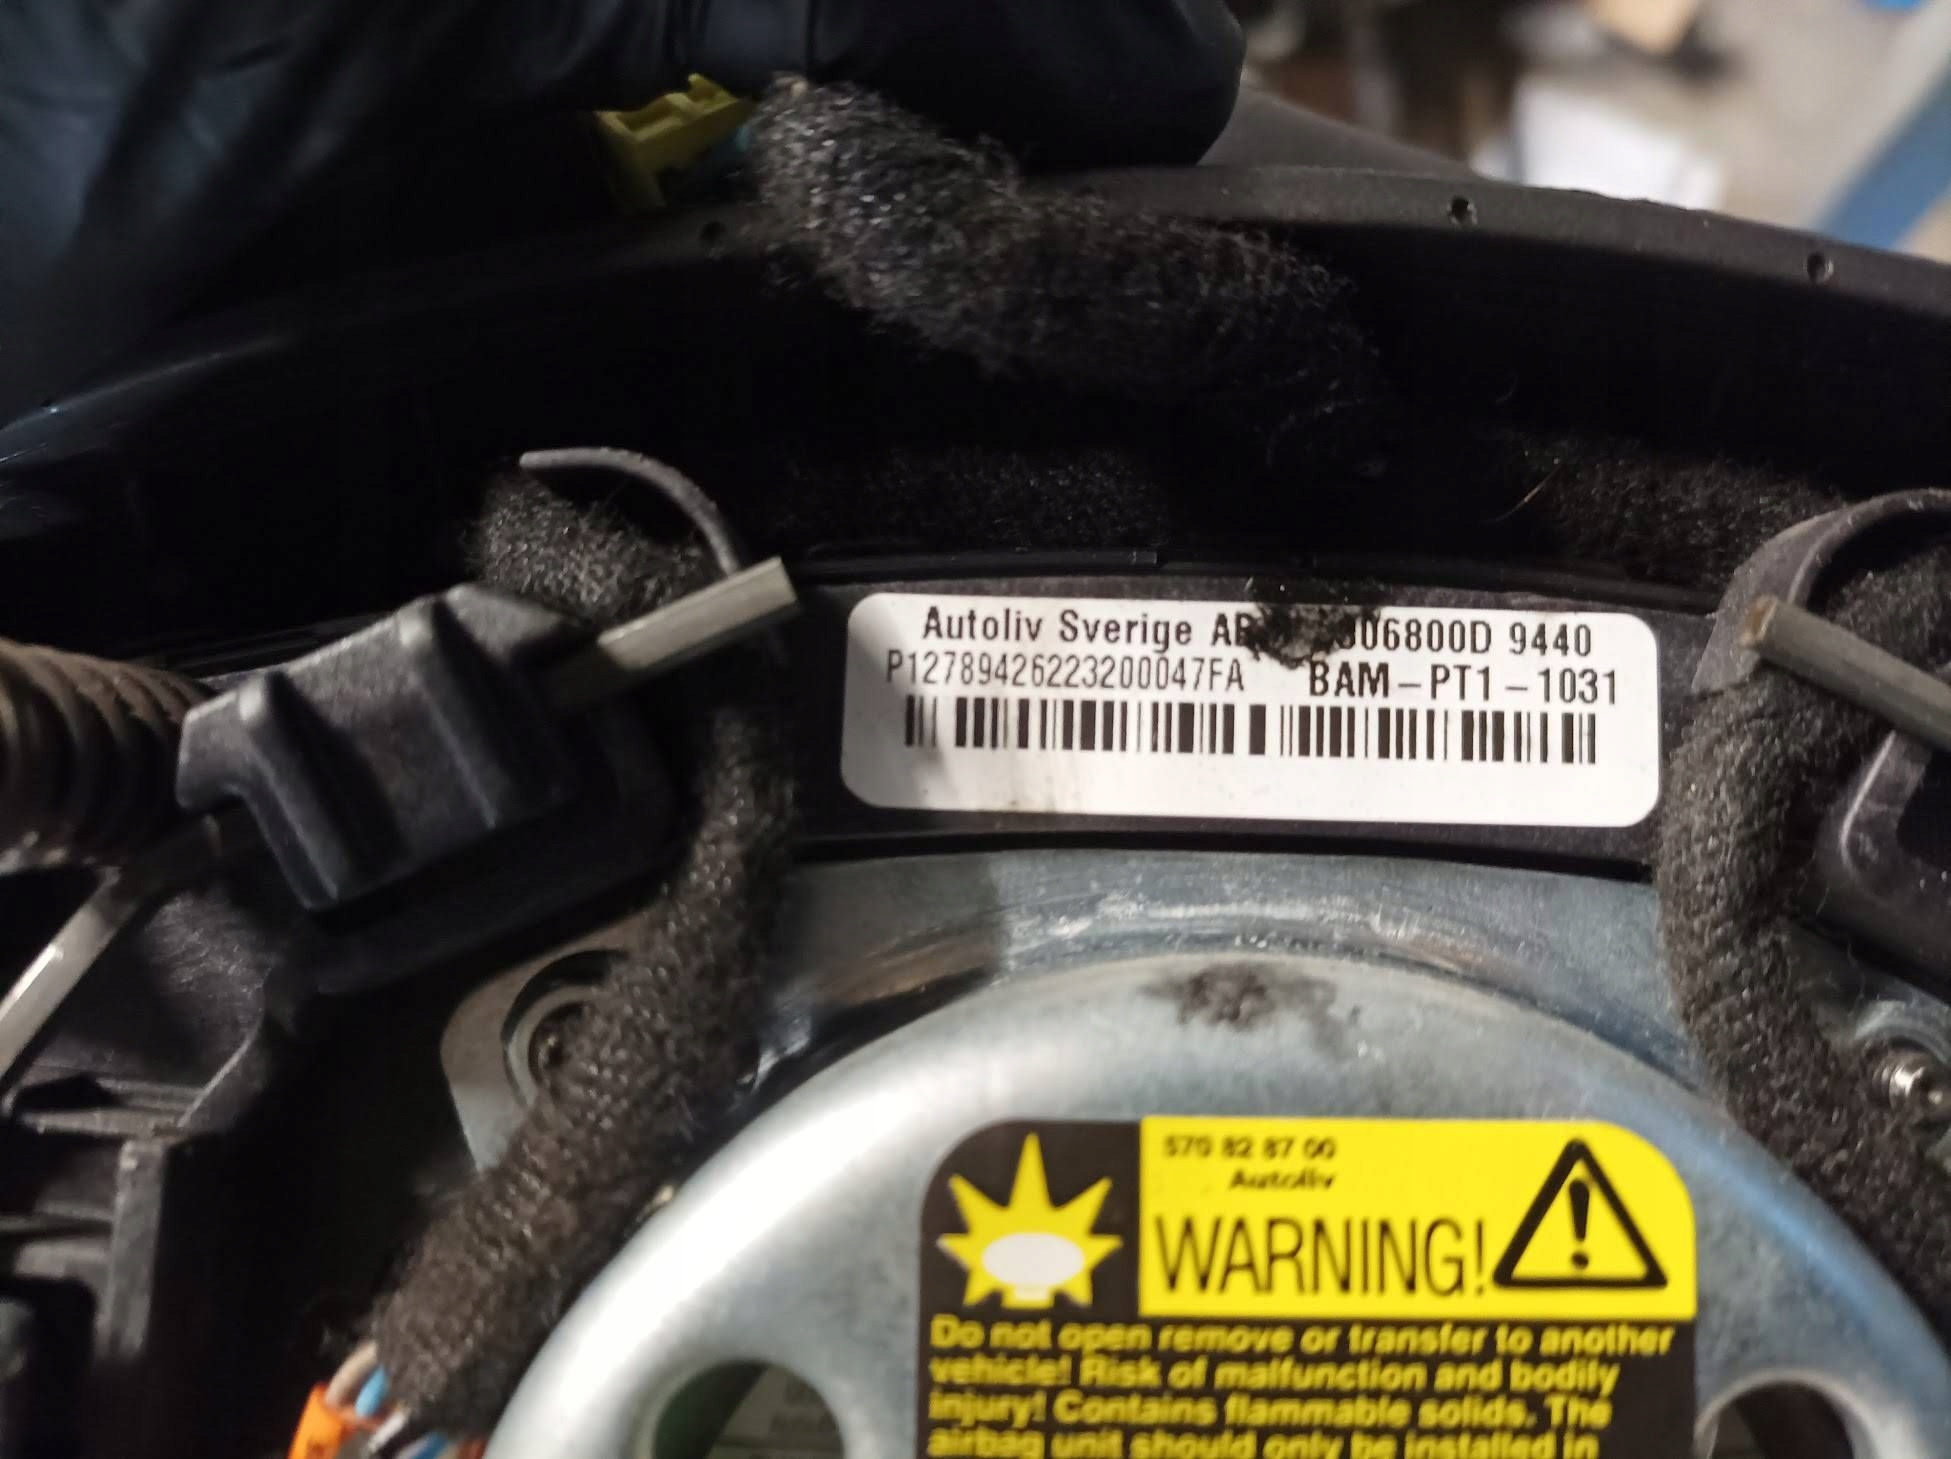 Autoliv Sverige 06800D 9440
P12789426223200047FA BAM-PT1-1031
570 82 87 00
Autoliv
WARNING!
Do not open remove or transfer to another
vehicle! Risk of malfunction and bodily
injury! Contains flammable solids. The
airbag unit should only be installed in